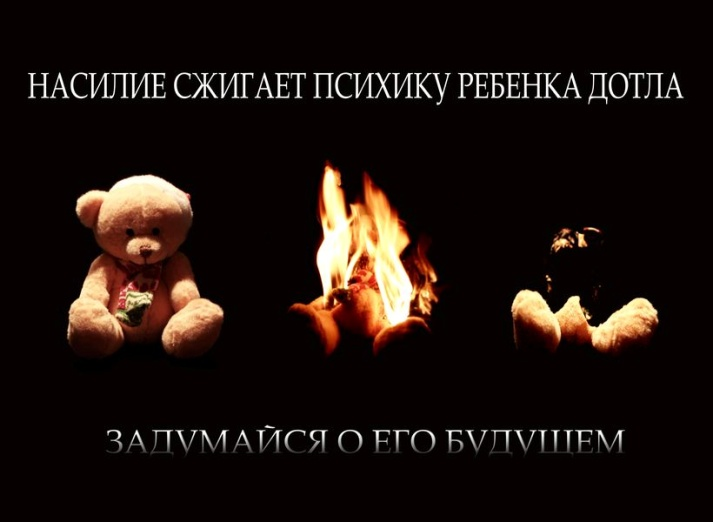 НАСИЛИЕ СЖИГАЕТ ПСИХИКУ РЕБЕНКА ДОТЛА
ЗАДУМАЙСЯ О ЕГО БУДУЩЕМ